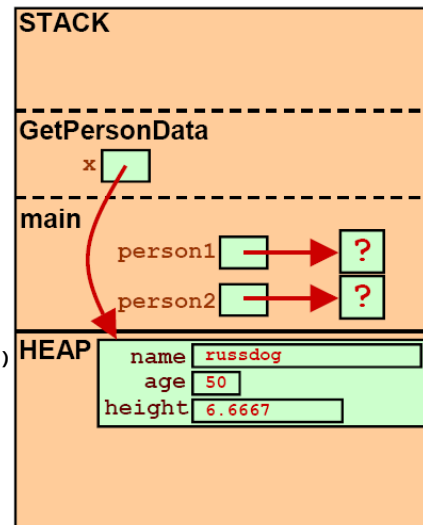 STACK
GetPersonData
x
main
person1 ?
person2 ?
) HEAP
name russdog
age 50
height 6.6667